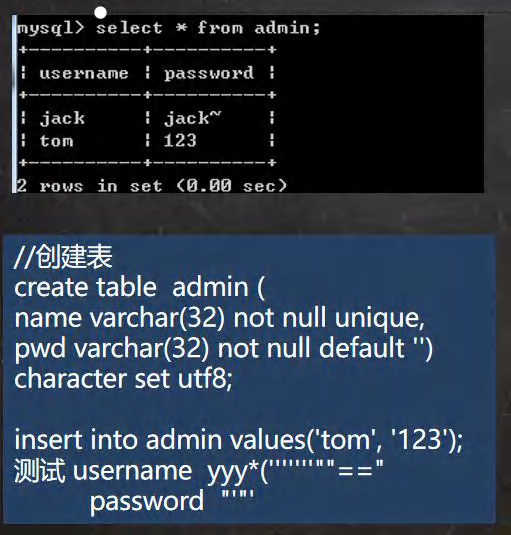 mysql> select * from admin;
+----------+----------+
| username | password |
+----------+----------+
| jack     | jack~    |
| tom      | 123      |
+----------+----------+
2 rows in set (0.00 sec)
//创建表
create table  admin (
name varchar(32) not null unique,
pwd varchar(32) not null default '')
character set utf8;
insert into admin values('tom', '123');
测试 username  yyy*('''''''""=="
password  "'"'